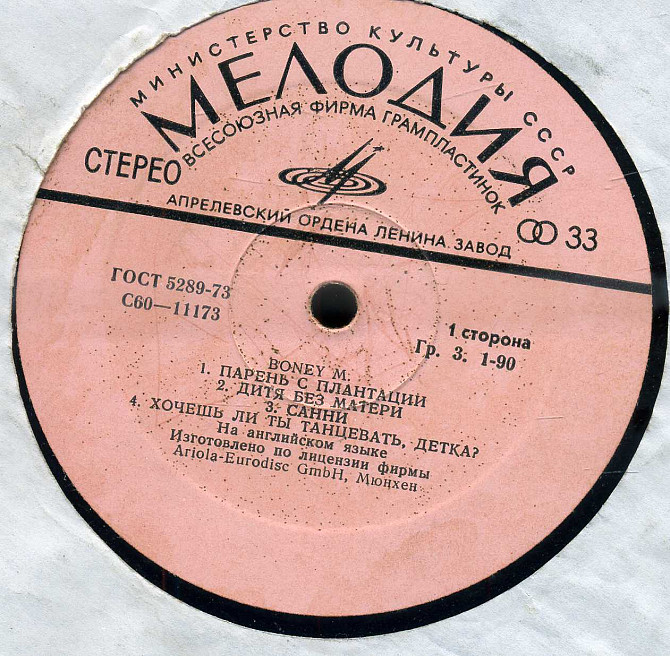 МИНИСТЕРСТВО КУЛЬТУРЫ СССР
МЕЛОДИЯ
ВСЕСОЮЗНАЯ ФИРМА ГРАМПЛАСТИНОК
СТЕРЕО
33
АПРЕЛЕВСКИЙ ОРДЕНА ЛЕНИНА ЗАВОД
ГОСТ 5289-73
С60—11173
1 сторона
Гр. 3. 1-90
BONEY M.
1. ПАРЕНЬ С ПЛАНТАЦИИ
2. ДИТЯ БЕЗ МАТЕРИ
3. САННИ
4. ХОЧЕШЬ ЛИ ТЫ ТАНЦЕВАТЬ, ДЕТКА?
На английском языке
Изготовлено по лицензии фирмы
Ariola-Eurodisc GmbH, Мюнхен